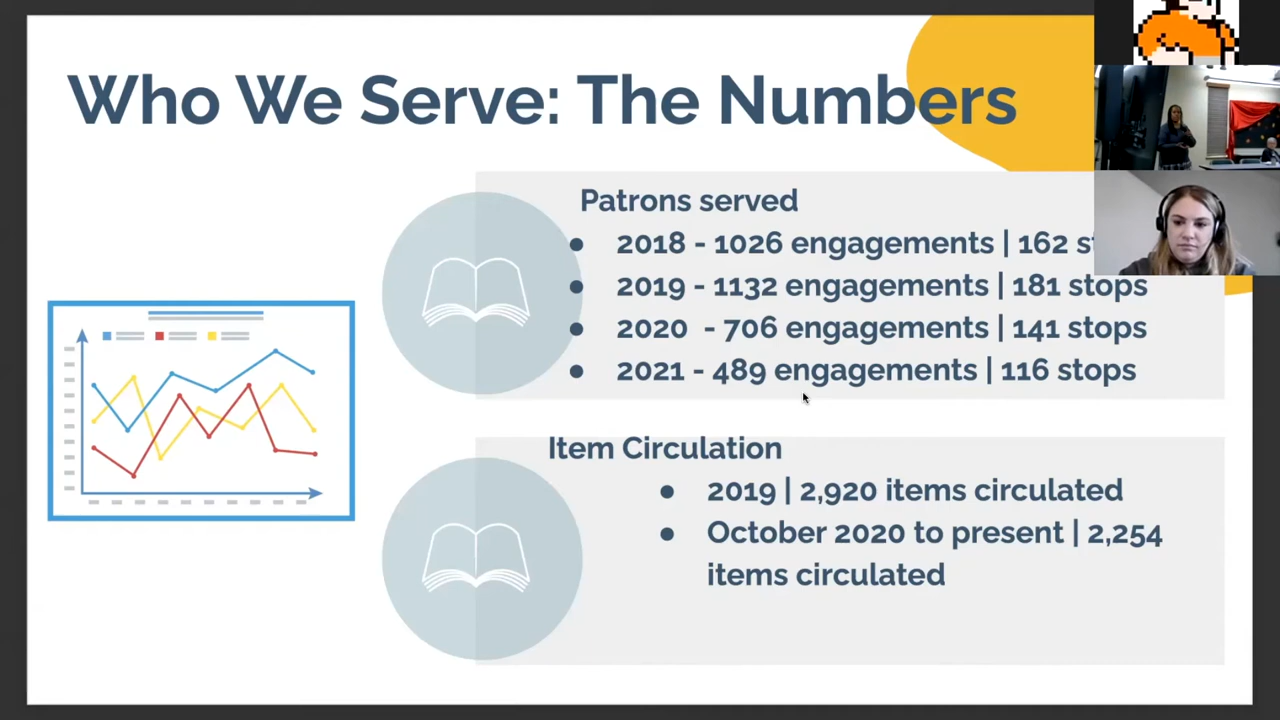 Who We Serve: The Numbers
Patrons served
● 2018 - 1026 engagements | 162
● 2019 - 1132 engagements | 181 stops
● 2020 - 706 engagements | 141 stops
● 2021 - 489 engagements | 116 stops
Item Circulation
● 2019 | 2,920 items circulated
● October 2020 to present | 2,254
items circulated